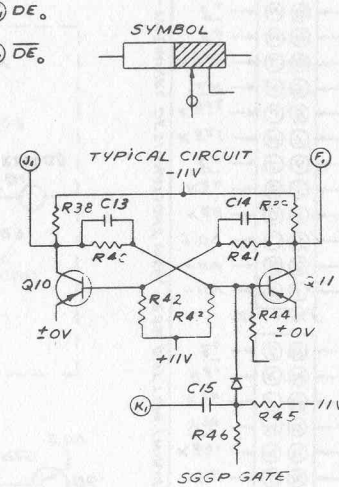 J, DE₀
DE₀
SYMBOL
TYPICAL CIRCUIT
-11V
J₁
F₁
R38
C13
C14
R40
R41
Q10
Q11
R42
R44
±0V
±0V
+11V
C15
K₁
R45
-11V
R46
SGGP GATE